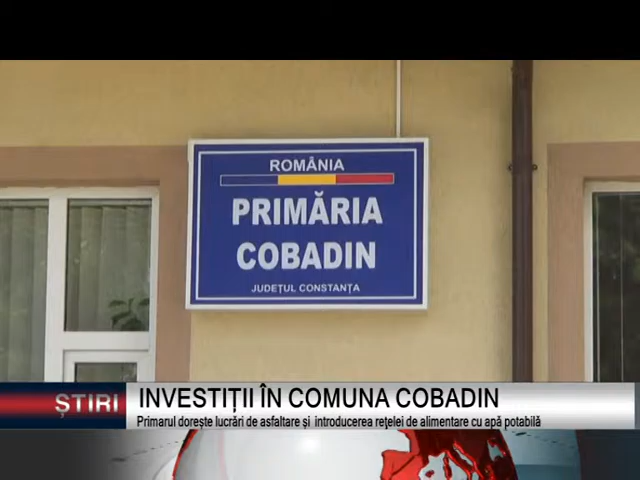 ROMÂNIA
PRIMĂRIA
COBADIN
JUDEȚUL CONSTANȚA
ȘTIRI
INVESTIȚII ÎN COMUNA COBADIN
Primarul dorește lucrări de asfaltare și introducerea rețelei de alimentare cu apă potabilă